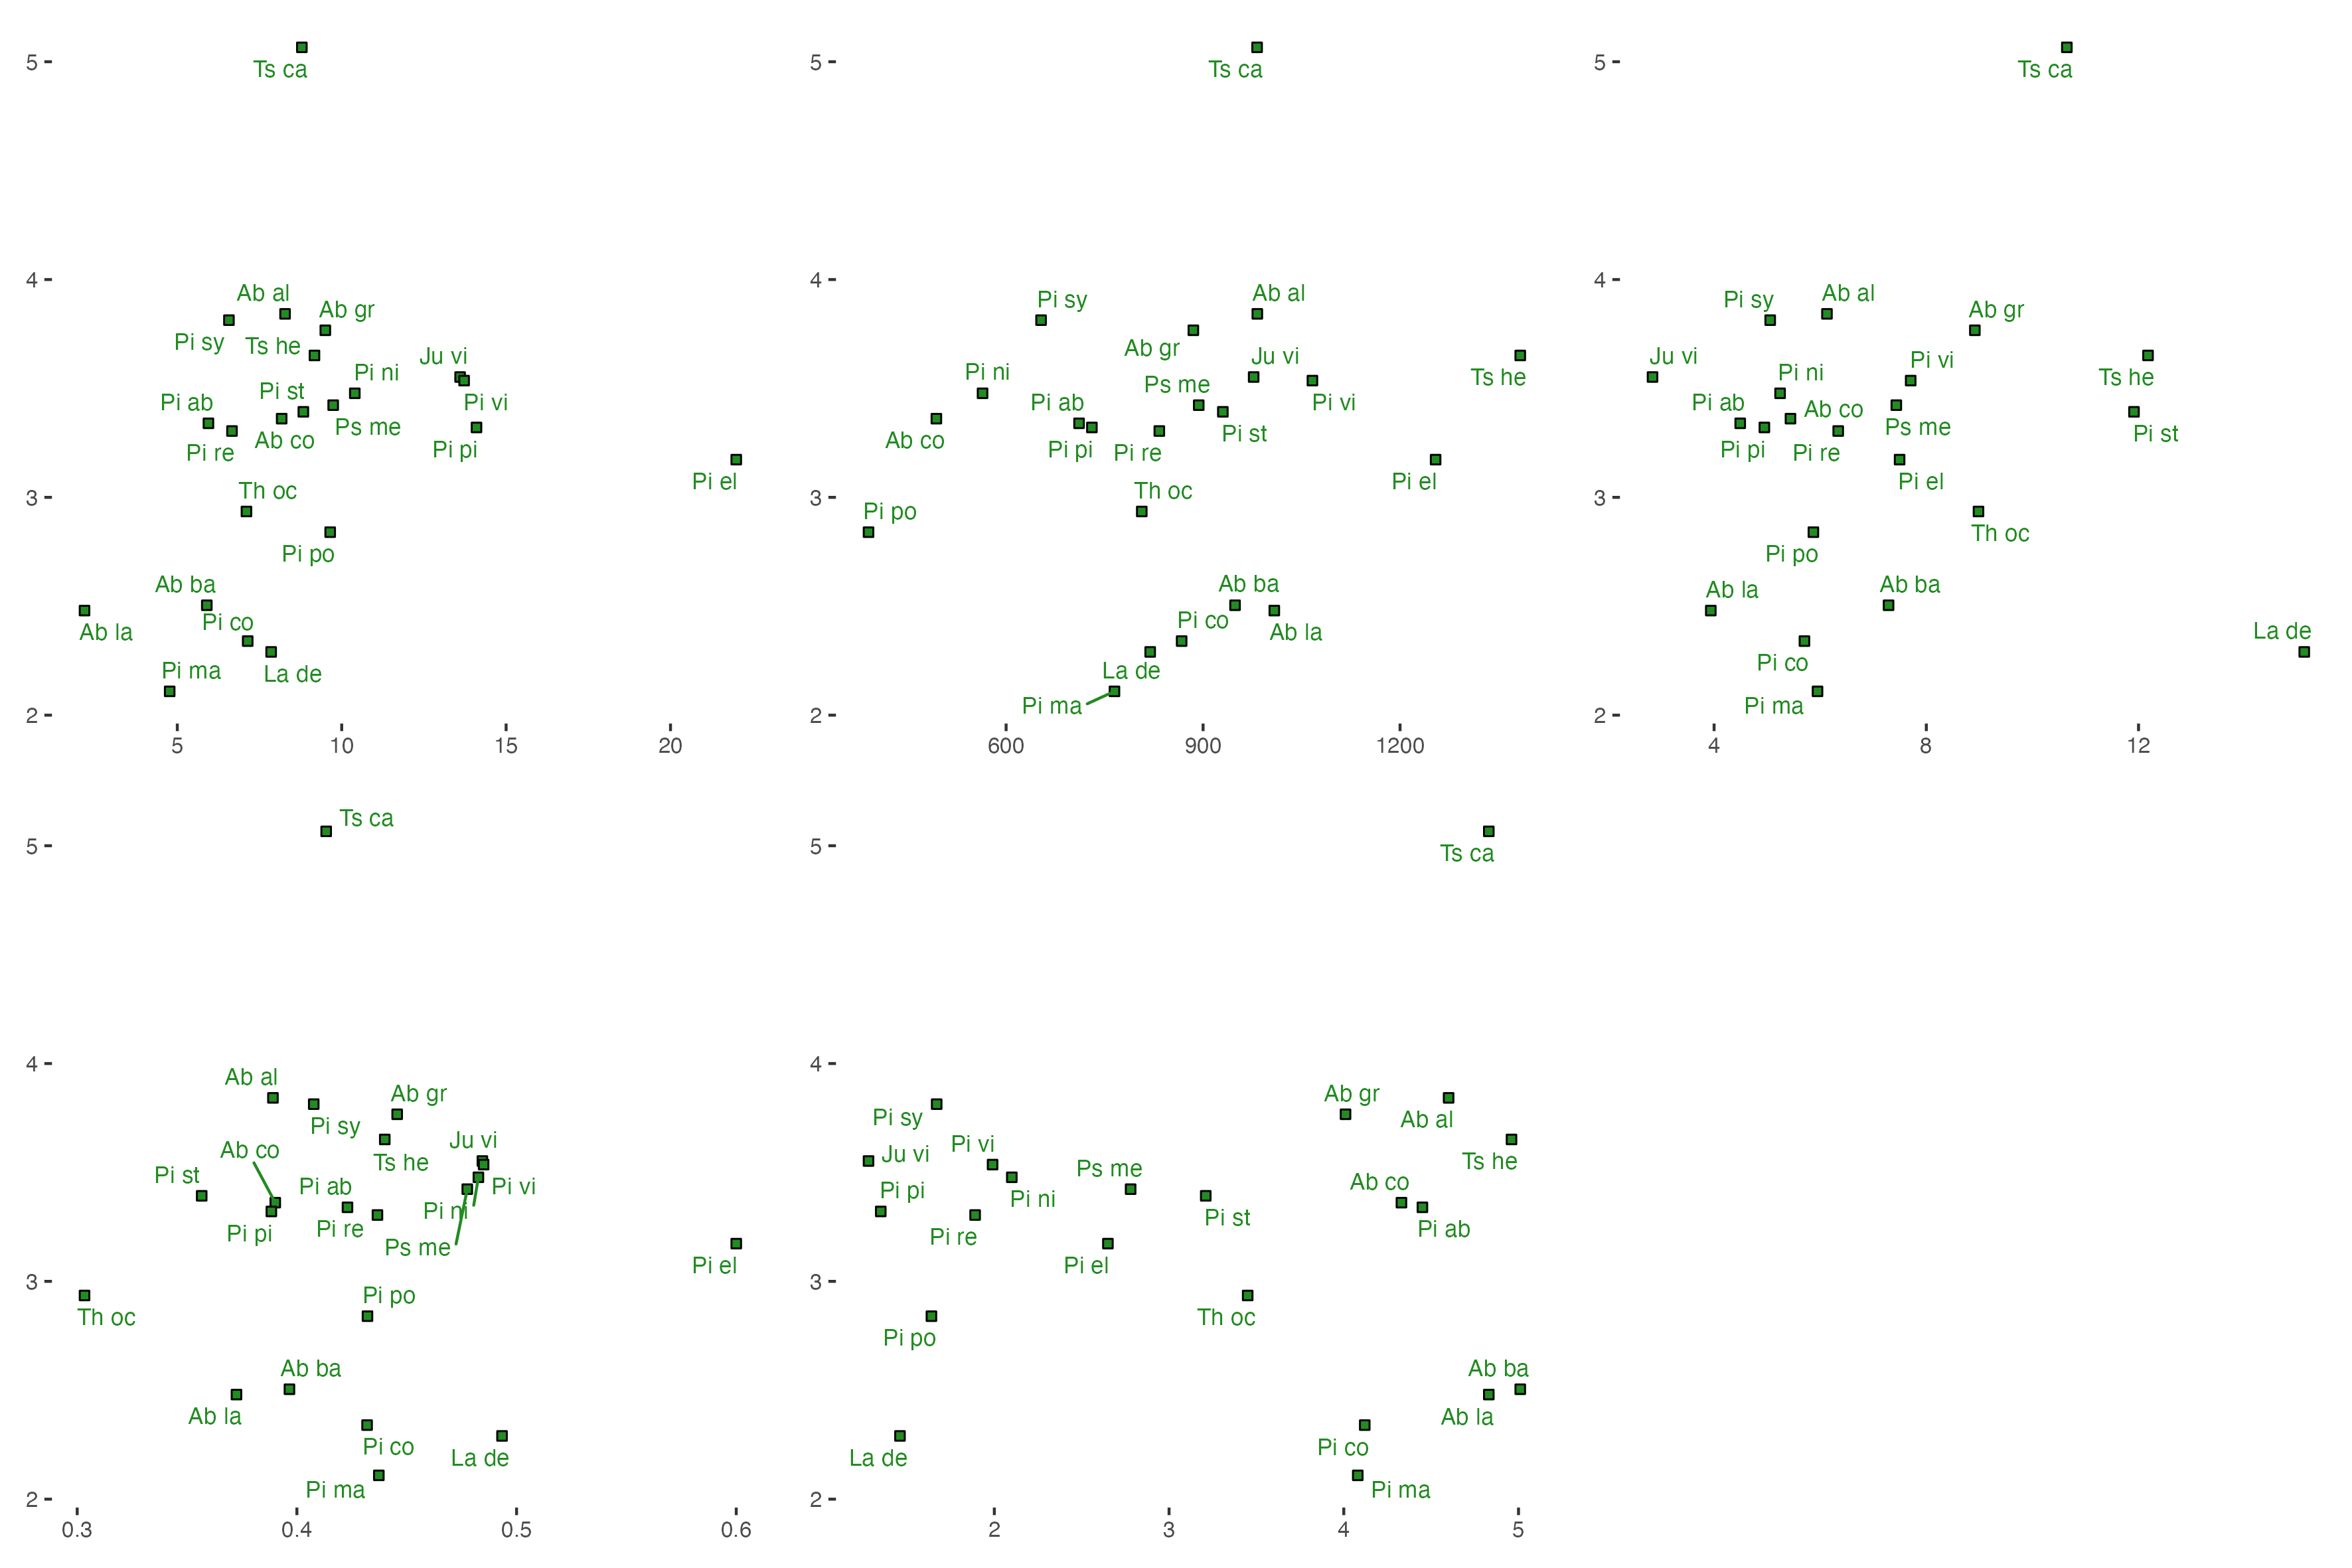 5
Ts ca
4
Ab al
Ab gr
Pi sy
Ts he
Ju vi
Pi ni
Pi st
Pi ab
Pi vi
Ps me
Ab co
Pi re
Pi pi
Pi el
Th oc
3
Pi po
Ab ba
Pi co
Ab la
Pi ma
La de
2
5 10 15 20
5
Ts ca
4
Ab al
Pi sy
Ab gr
Ju vi
Pi ni
Ts he
Ps me
Pi ab
Pi vi
Pi st
Ab co
Pi pi
Pi re
Pi el
Th oc
3
Pi po
Ab ba
Pi co
Ab la
La de
Pi ma
2
600 900 1200
5
Ts ca
4
Ab al
Pi sy
Ab gr
Ju vi
Pi vi
Pi ni
Ts he
Pi ab
Ab co
Ps me
Pi st
Pi pi
Pi re
Pi el
3
Th oc
Pi po
Ab la
Ab ba
La de
Pi co
Pi ma
2
4 8 12
Ts ca
5
4
Ab al
Ab gr
Pi sy
Ju vi
Ab co
Ts he
Pi st
Pi ab
Pi vi
Pi ni
Pi re
Pi pi
Ps me
Pi el
3
Pi po
Th oc
Ab ba
Ab la
Pi co
La de
Pi ma
2
0.3 0.4 0.5 0.6
5
Ts ca
4
Ab gr
Pi sy
Ab al
Pi vi
Ju vi
Ts he
Ps me
Ab co
Pi pi
Pi ni
Pi st
Pi ab
Pi re
Pi el
3
Th oc
Pi po
Ab ba
Ab la
Pi co
La de
Pi ma
2
2 3 4 5